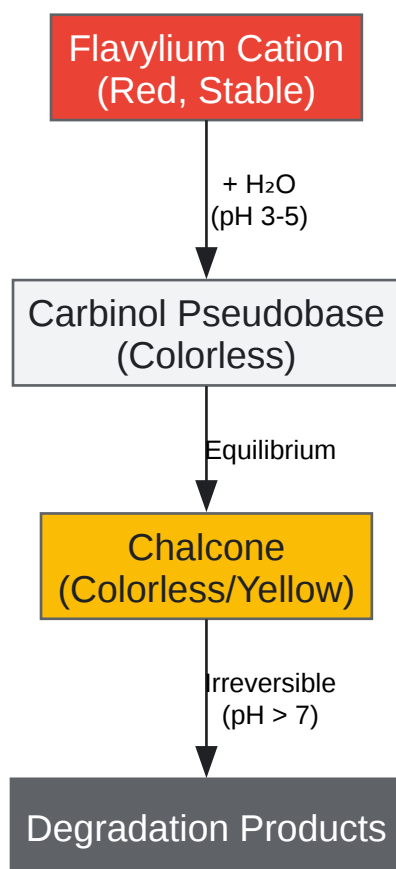 Flavylium Cation
(Red, Stable)
+ H₂O
(pH 3-5)
Carbinol Pseudobase
(Colorless)
Equilibrium
Chalcone
(Colorless/Yellow)
Irreversible
(pH > 7)
Degradation Products